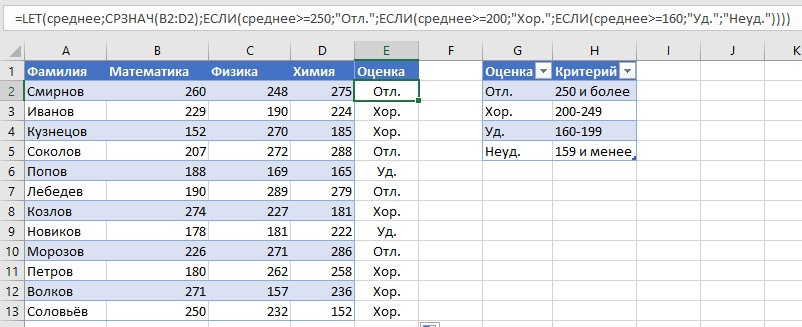 =LET(среднее;СРЗНАЧ(B2:D2);ЕСЛИ(среднее>=250;"Отл.";ЕСЛИ(среднее>=200;"Хор.";ЕСЛИ(среднее>=160;"Уд.";"Неуд."))))
A B C D E F G H I J K
1 Фамилия Математика Физика Химия Оценка Оценка Критерий
2 Смирнов 260 248 275 Отл. Отл. 250 и более
3 Иванов 229 190 224 Хор. Хор. 200-249
4 Кузнецов 152 270 185 Хор. Уд. 160-199
5 Соколов 207 272 288 Отл. Неуд. 159 и менее
6 Попов 188 169 165 Уд.
7 Лебедев 190 289 279 Отл.
8 Козлов 274 227 181 Хор.
9 Новиков 178 181 222 Уд.
10 Морозов 226 271 286 Отл.
11 Петров 180 262 258 Хор.
12 Волков 271 157 236 Хор.
13 Соловьёв 250 232 152 Хор.